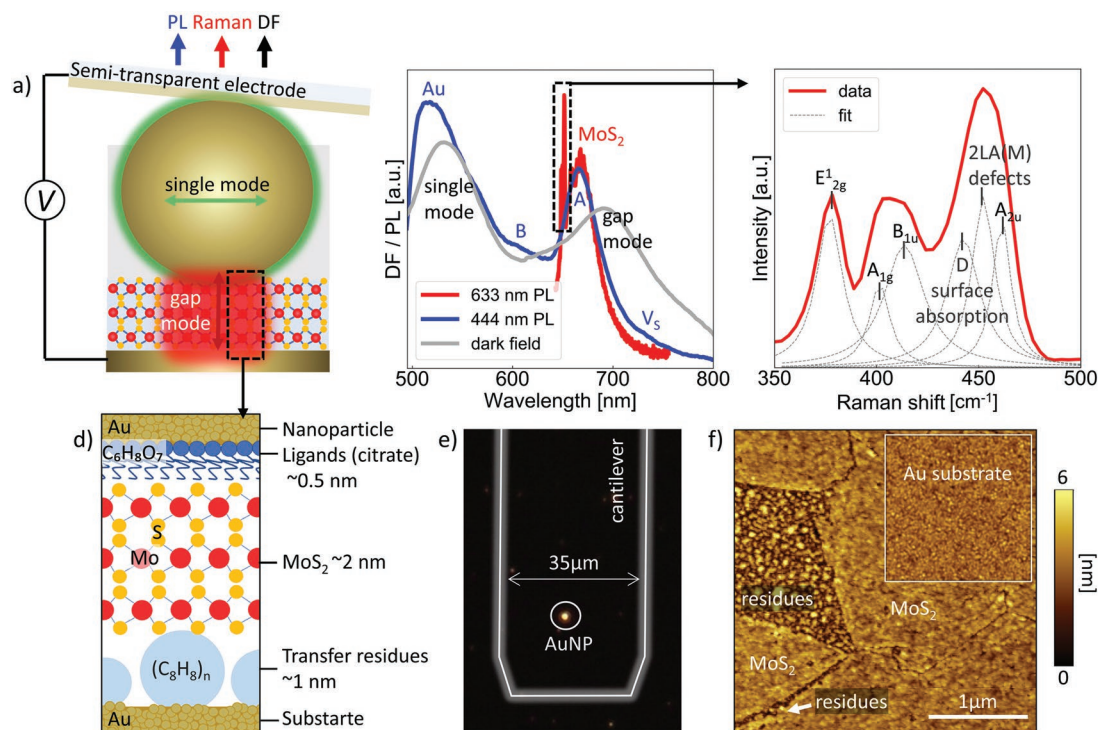 PL Raman DF
a)
Semi-transparent electrode
single mode
V
gap
mode
DF / PL [a.u.]
Au
single
mode
B
MoS2
A
gap
mode
VS
633 nm PL
444 nm PL
dark field
500 600 700 800
Wavelength [nm]
Intensity [a.u.]
data
fit
E12g
A1g
B1u
2LA(M)
defects
A2u
D
surface
absorption
350 400 450 500
Raman shift [cm-1]
d)
Au
C6H8O7
S
Mo
(C8H8)n
Au
Nanoparticle
Ligands (citrate)
~0.5 nm
MoS2 ~2 nm
Transfer residues
~1 nm
Substarte
e)
cantilever
35µm
AuNP
f)
Au substrate
residues
MoS2
MoS2
residues
1µm
6
[nm]
0